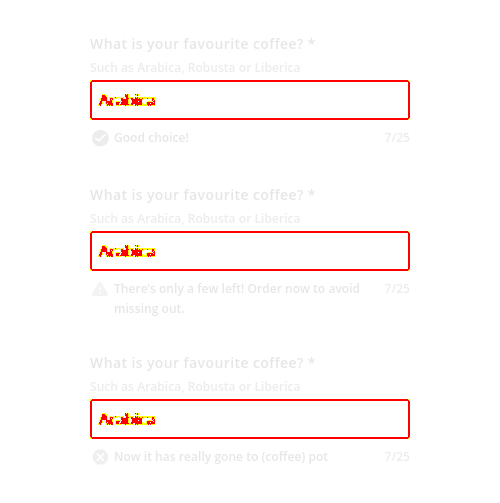 What is your favourite coffee? *
Such as Arabica, Robusta or Liberica
Arabica
Good choice! 7/25
What is your favourite coffee? *
Such as Arabica, Robusta or Liberica
Arabica
There's only a few left! Order now to avoid 7/25
missing out.
What is your favourite coffee? *
Such as Arabica, Robusta or Liberica
Arabica
Now it has really gone to (coffee) pot 7/25